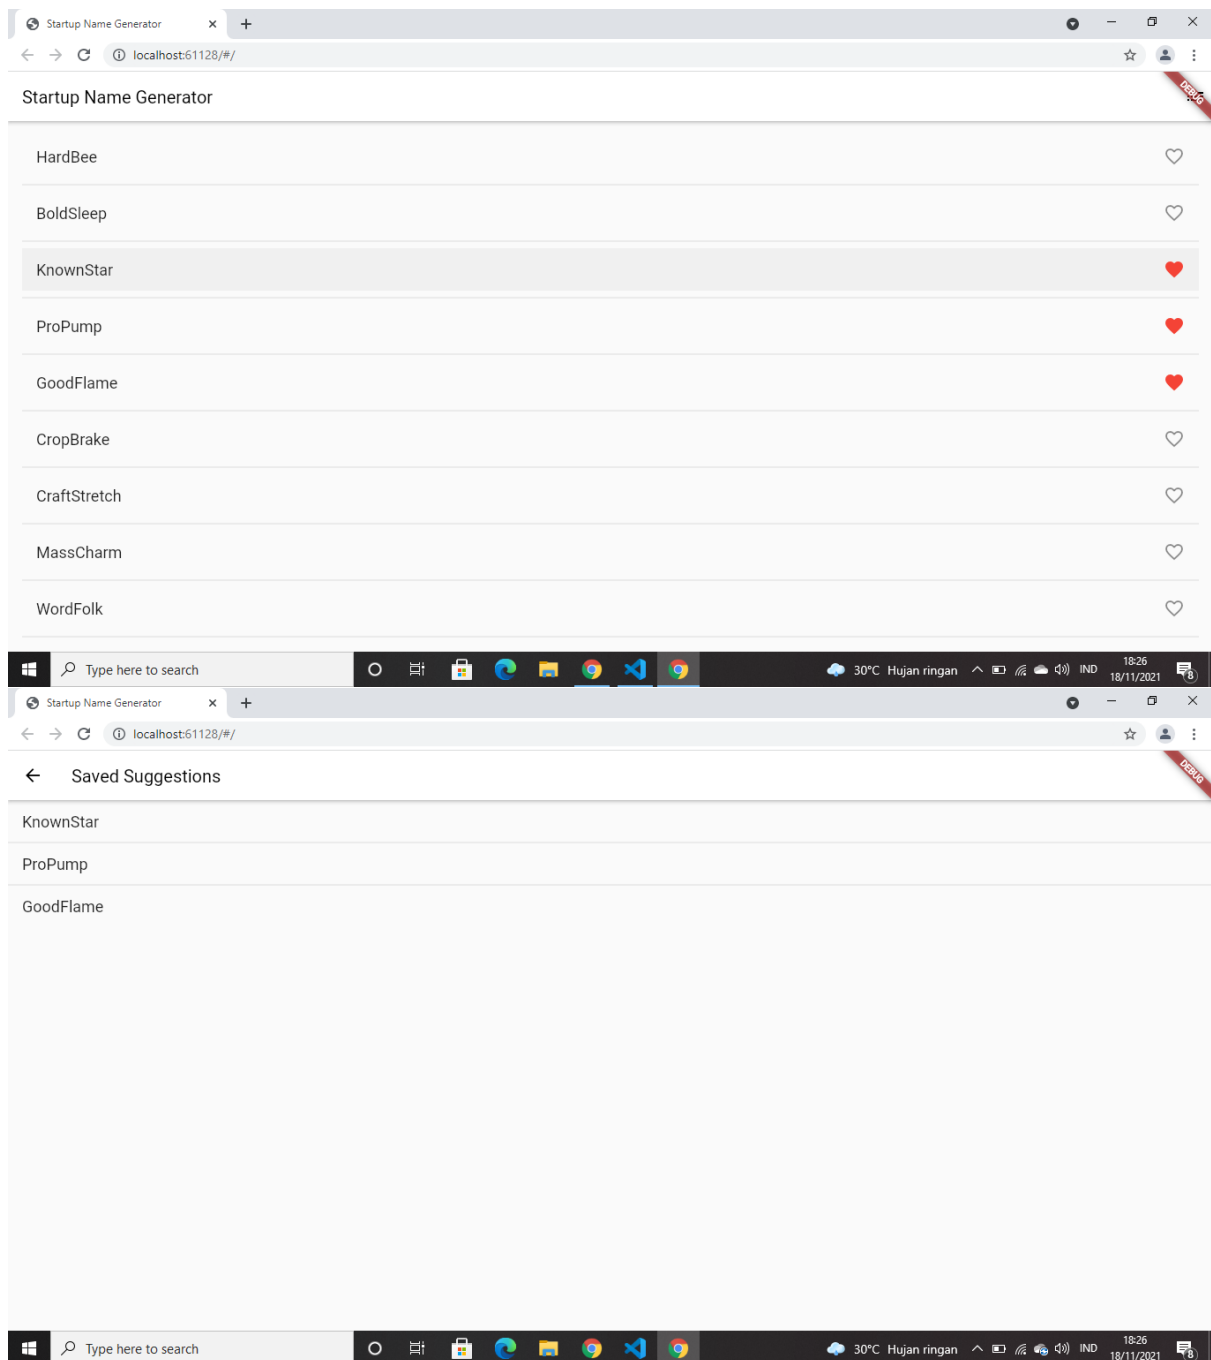 Startup Name Generator
localhost:61128/#/
Startup Name Generator
DEBUG
HardBee
BoldSleep
KnownStar
ProPump
GoodFlame
CropBrake
CraftStretch
MassCharm
WordFolk
Type here to search
30°C Hujan ringan
IND
18:26
18/11/2021
8
Startup Name Generator
localhost:61128/#/
Saved Suggestions
DEBUG
KnownStar
ProPump
GoodFlame
Type here to search
30°C Hujan ringan
IND
18:26
18/11/2021
8